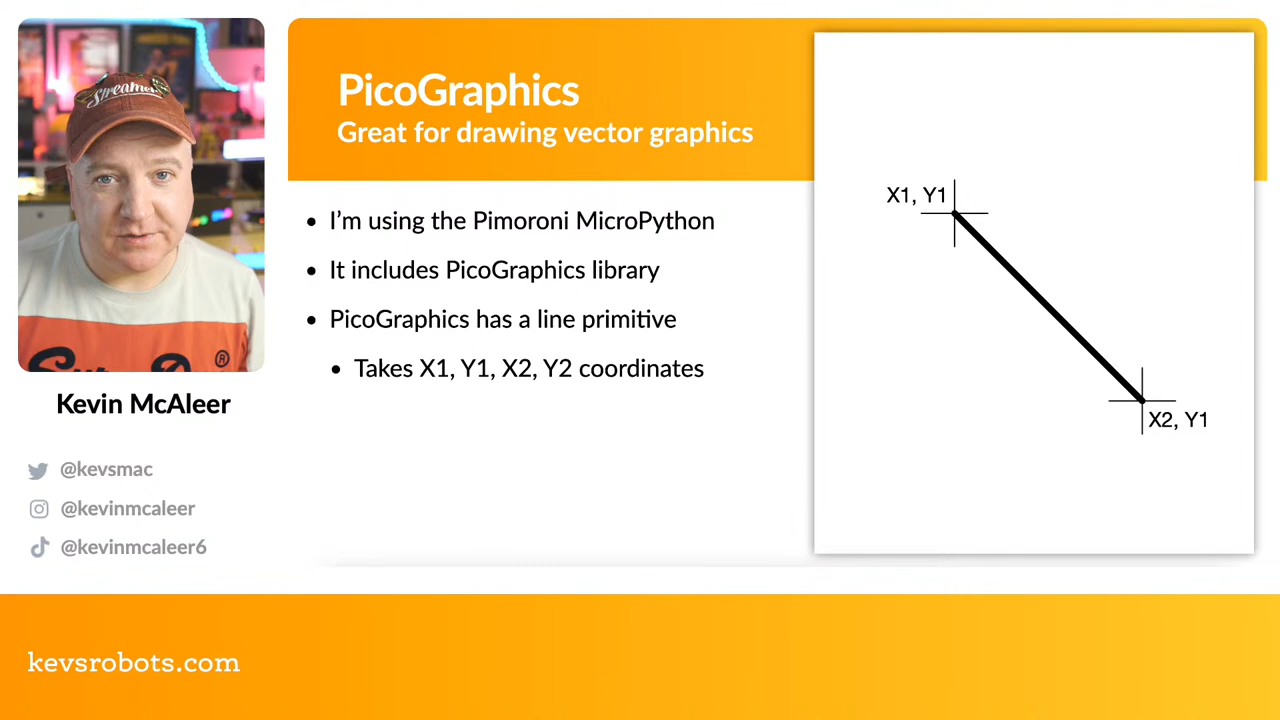 Streamer
Kevin McAleer
@kevsmac
@kevinmcaleer
@kevinmcaleer6
PicoGraphics
Great for drawing vector graphics
• I’m using the Pimoroni MicroPython
• It includes PicoGraphics library
• PicoGraphics has a line primitive
• Takes X1, Y1, X2, Y2 coordinates
X1, Y1
X2, Y1
kevsrobots.com